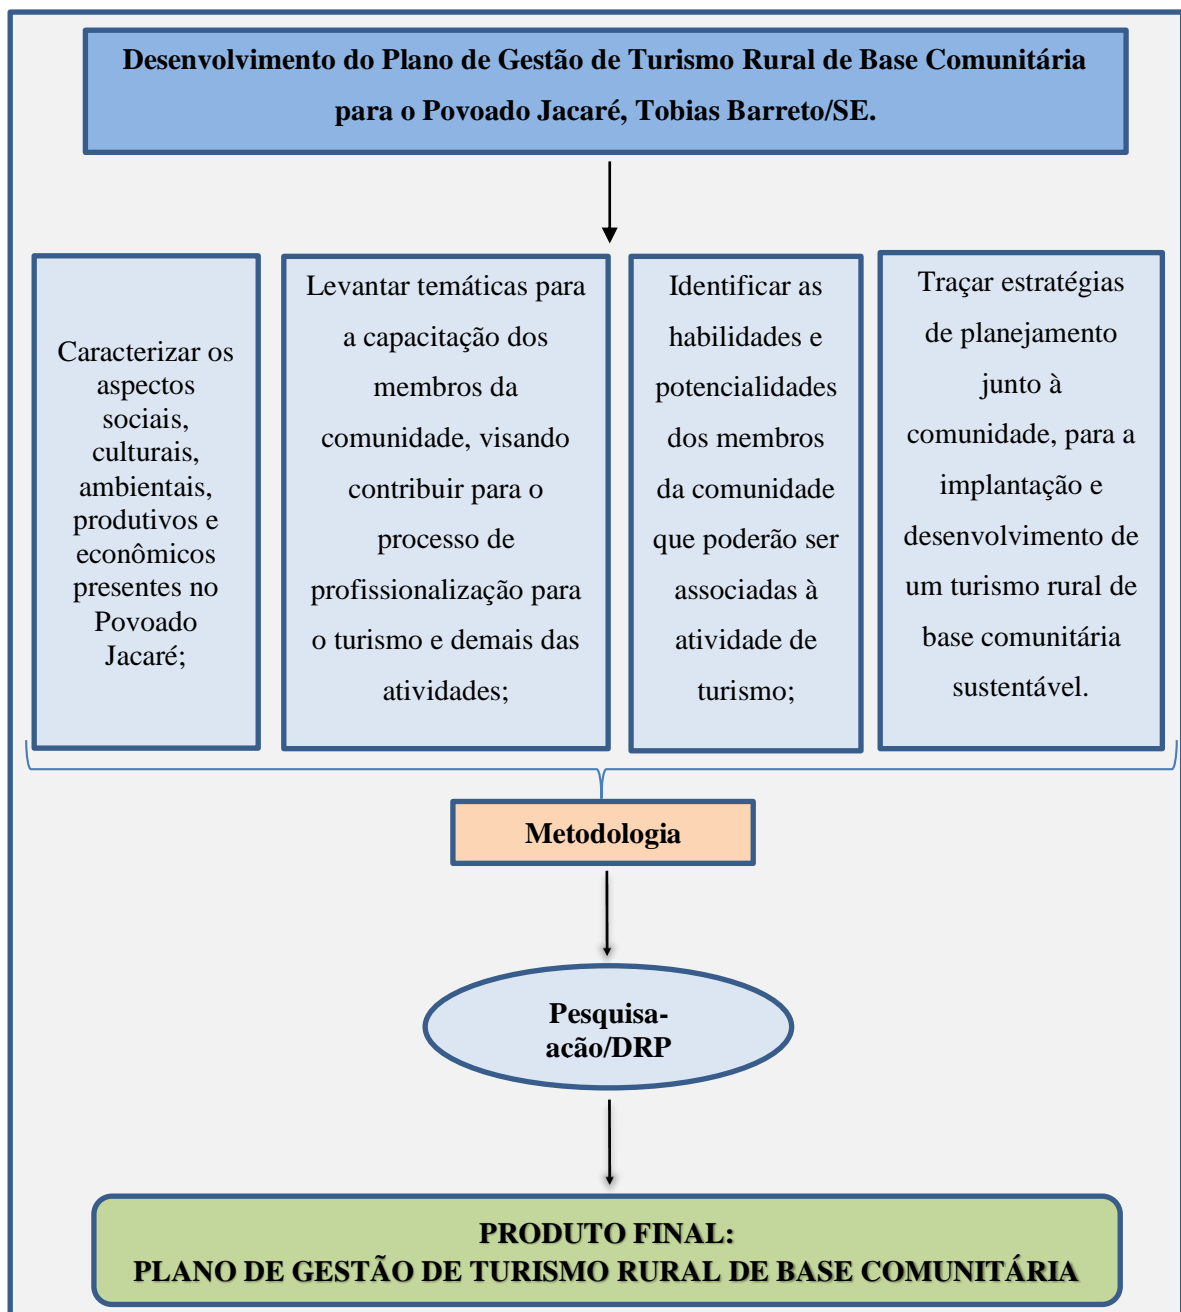 Desenvolvimento do Plano de Gestão de Turismo Rural de Base Comunitária
para o Povoado Jacaré, Tobias Barreto/SE.
Caracterizar os
aspectos
sociais,
culturais,
ambientais,
produtivos e
econômicos
presentes no
Povoado
Jacaré;
Levantar temáticas para
a capacitação dos
membros da
comunidade, visando
contribuir para o
processo de
profissionalização para
o turismo e demais das
atividades;
Identificar as
habilidades e
potencialidades
dos membros
da comunidade
que poderão ser
associadas à
atividade de
turismo;
Traçar estratégias
de planejamento
junto à
comunidade, para a
implantação e
desenvolvimento de
um turismo rural de
base comunitária
sustentável.
Metodologia
Pesquisa-
acão/DRP
PRODUTO FINAL:
PLANO DE GESTÃO DE TURISMO RURAL DE BASE COMUNITÁRIA